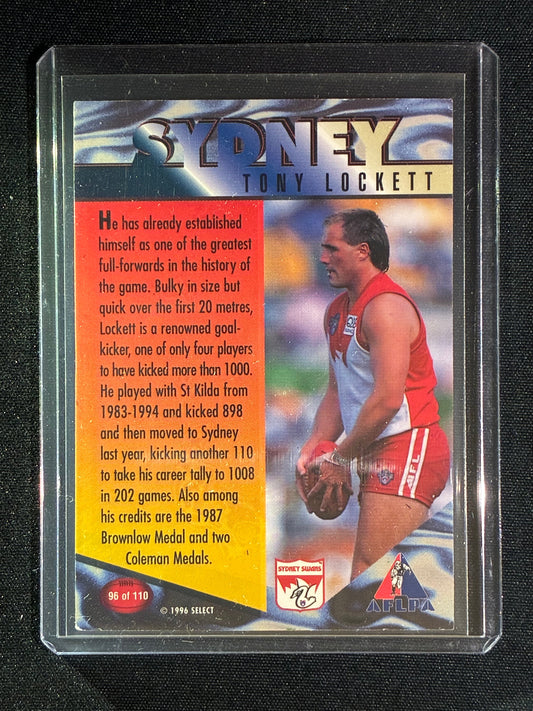 SYDNEY
TONY LOCKETT
He has already established
himself as one of the greatest
full-forwards in the history of
the game. Bulky in size but
quick over the first 20 metres,
Lockett is a renowned goal-
kicker, one of only four players
to have kicked more than 1000.
He played with St Kilda from
1983-1994 and kicked 898
and then moved to Sydney
last year, kicking another 110
to take his career tally to 1008
in 202 games. Also among
his credits are the 1987
Brownlow Medal and two
Coleman Medals.
AFL
SYDNEY SWANS
AFLPA
96 of 110
© 1996 SELECT